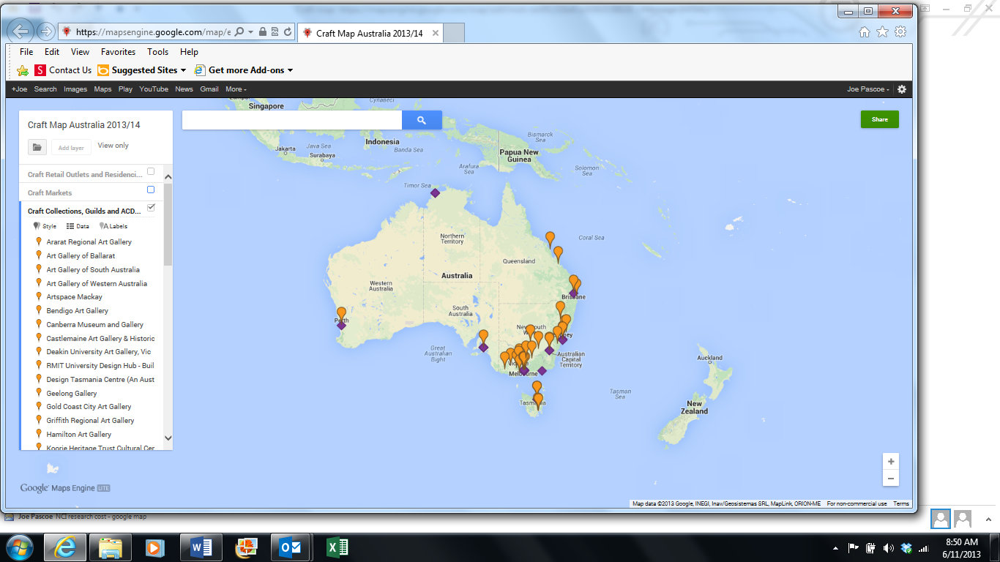 https://mapsengine.google.com/map/e
Craft Map Australia 2013/14
File Edit View Favorites Tools Help
Contact Us Suggested Sites Get more Add-ons
+Joe Search Images Maps Play YouTube News Gmail More
Joe Pascoe
Craft Map Australia 2013/14
Add layer View only
Craft Retail Outlets and Residenci...
Craft Markets
Craft Collections, Guilds and ACD...
Style Data Labels
Ararat Regional Art Gallery
Art Gallery of Ballarat
Art Gallery of South Australia
Art Gallery of Western Australia
Artspace Mackay
Bendigo Art Gallery
Canberra Museum and Gallery
Castlemaine Art Gallery & Historic
Deakin University Art Gallery, Vic
RMIT University Design Hub - Buil
Design Tasmania Centre (An Aust
Geelong Gallery
Gold Coast City Art Gallery
Griffith Regional Art Gallery
Hamilton Art Gallery
Koorie Heritage Trust Cultural Cer
Share
Singapore
Indonesia
Jakarta
Java Sea
Surabaya
Banda Sea
Arafura
Sea
Papua New
Guinea
Bismarck
Sea
Solomon
Sea
Timor Sea
Coral Sea
Northern
Territory
Queensland
Australia
Western
Australia
South
Australia
Brisbane
Perth
Great
Australian
Bight
Australian
Capital
Territory
Melbourne
Tasman
Sea
Auckland
New
Zealand
Google Maps Engine LITE
+
−
Map data ©2013 Google, INEGI, Inav/Geosistemas SRL, MapLink, ORION-ME For non-commercial use Terms
Joe Pascoe NCI research cost - google map
8:50 AM
6/11/2013